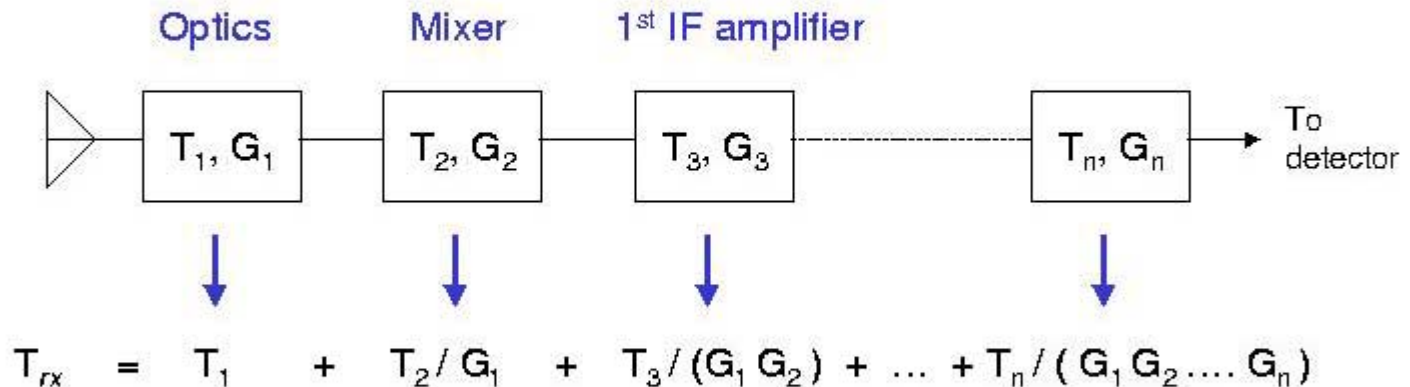 Optics Mixer 1st IF amplifier
T1, G1 T2, G2 T3, G3 Tn, Gn To detector
Trx = T1 + T2 / G1 + T3 / (G1 G2) + ... + Tn / ( G1 G2 .... Gn )